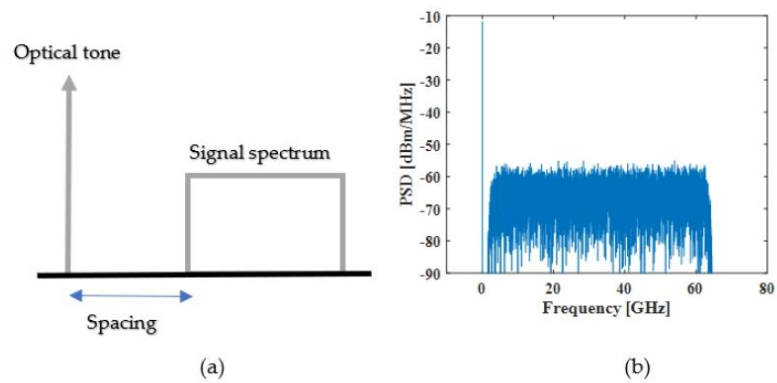 Optical tone
Signal spectrum
Spacing
(a)
PSD [dBm/MHz]
-10
-20
-30
-40
-50
-60
-70
-80
-90
0
20
40
60
80
Frequency [GHz]
(b)